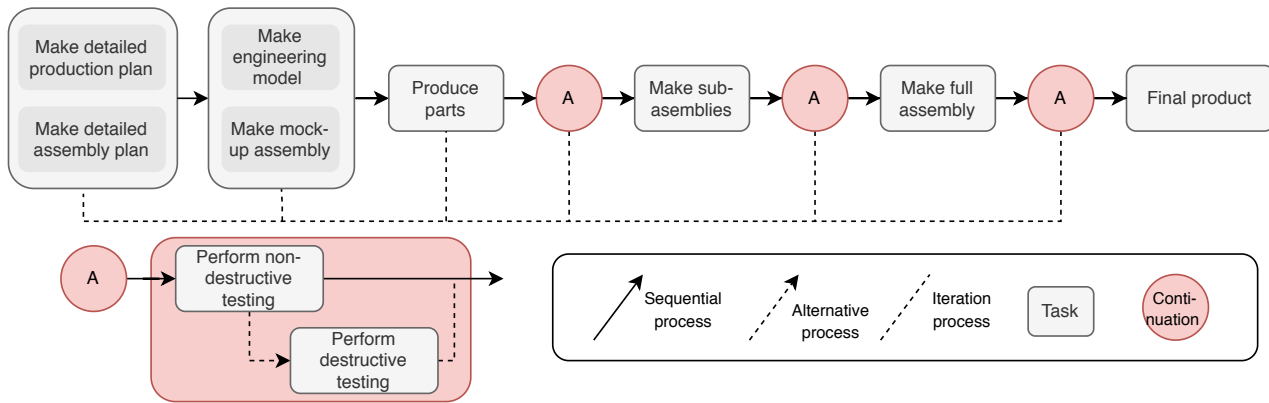 Make detailed
production plan
Make detailed
assembly plan
Make
engineering
model
Make mock-
up assembly
Produce
parts
A
Make sub-
asemblies
A
Make full
assembly
A
Final product
A
Perform non-
destructive
testing
Perform
destructive
testing
Sequential
process
Alternative
process
Iteration
process
Task
Conti-
nuation